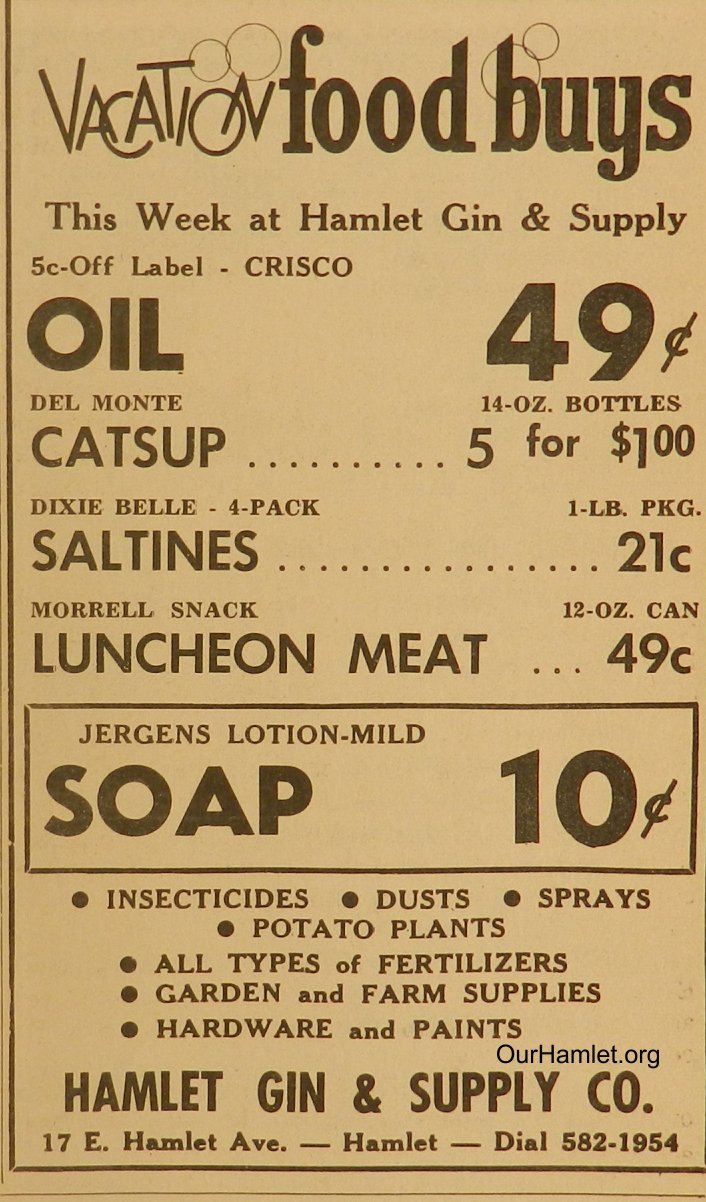 VACATION food buys
This Week at Hamlet Gin & Supply
5c-Off Label - CRISCO
OIL 49¢
DEL MONTE 14-OZ. BOTTLES
CATSUP .......... 5 for $1.00
DIXIE BELLE - 4-PACK 1-LB. PKG.
SALTINES ................ 21c
MORRELL SNACK 12-OZ. CAN
LUNCHEON MEAT ... 49c
JERGENS LOTION-MILD
SOAP 10¢
● INSECTICIDES ● DUSTS ● SPRAYS
● POTATO PLANTS
● ALL TYPES of FERTILIZERS
● GARDEN and FARM SUPPLIES
● HARDWARE and PAINTS
OurHamlet.org
HAMLET GIN & SUPPLY CO.
17 E. Hamlet Ave. — Hamlet — Dial 582-1954